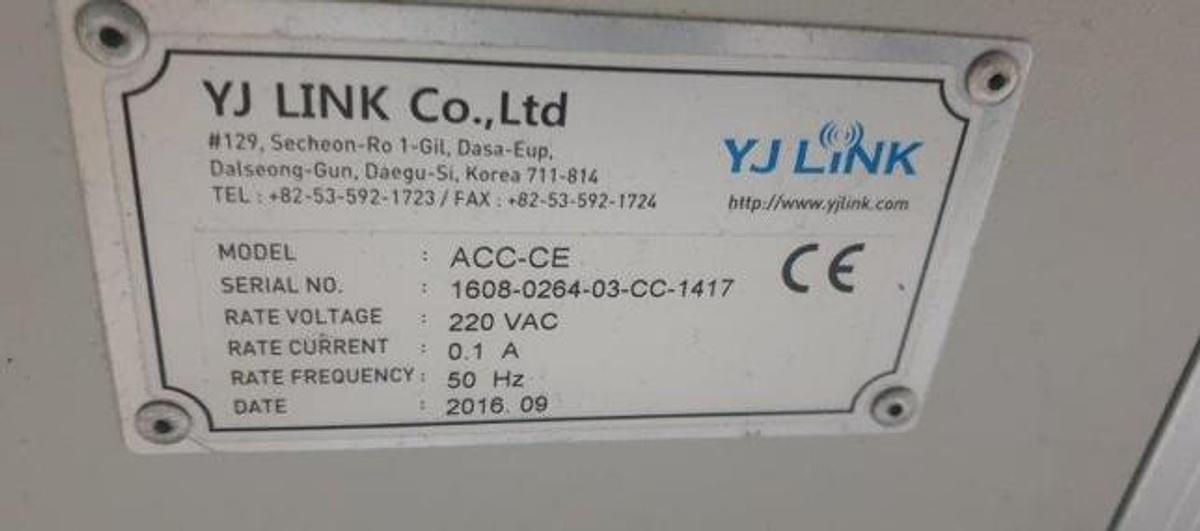 YJ LINK Co.,Ltd
#129, Secheon-Ro 1-Gil, Dasa-Eup,
Dalseong-Gun, Daegu-Si, Korea 711-814
TEL : +82-53-592-1723 / FAX : +82-53-592-1724
YJ LiNK
http://www.yjlink.com
MODEL : ACC-CE
SERIAL NO. : 1608-0264-03-CC-1417
RATE VOLTAGE : 220 VAC
RATE CURRENT : 0.1 A
RATE FREQUENCY : 50 Hz
DATE : 2016. 09
CE